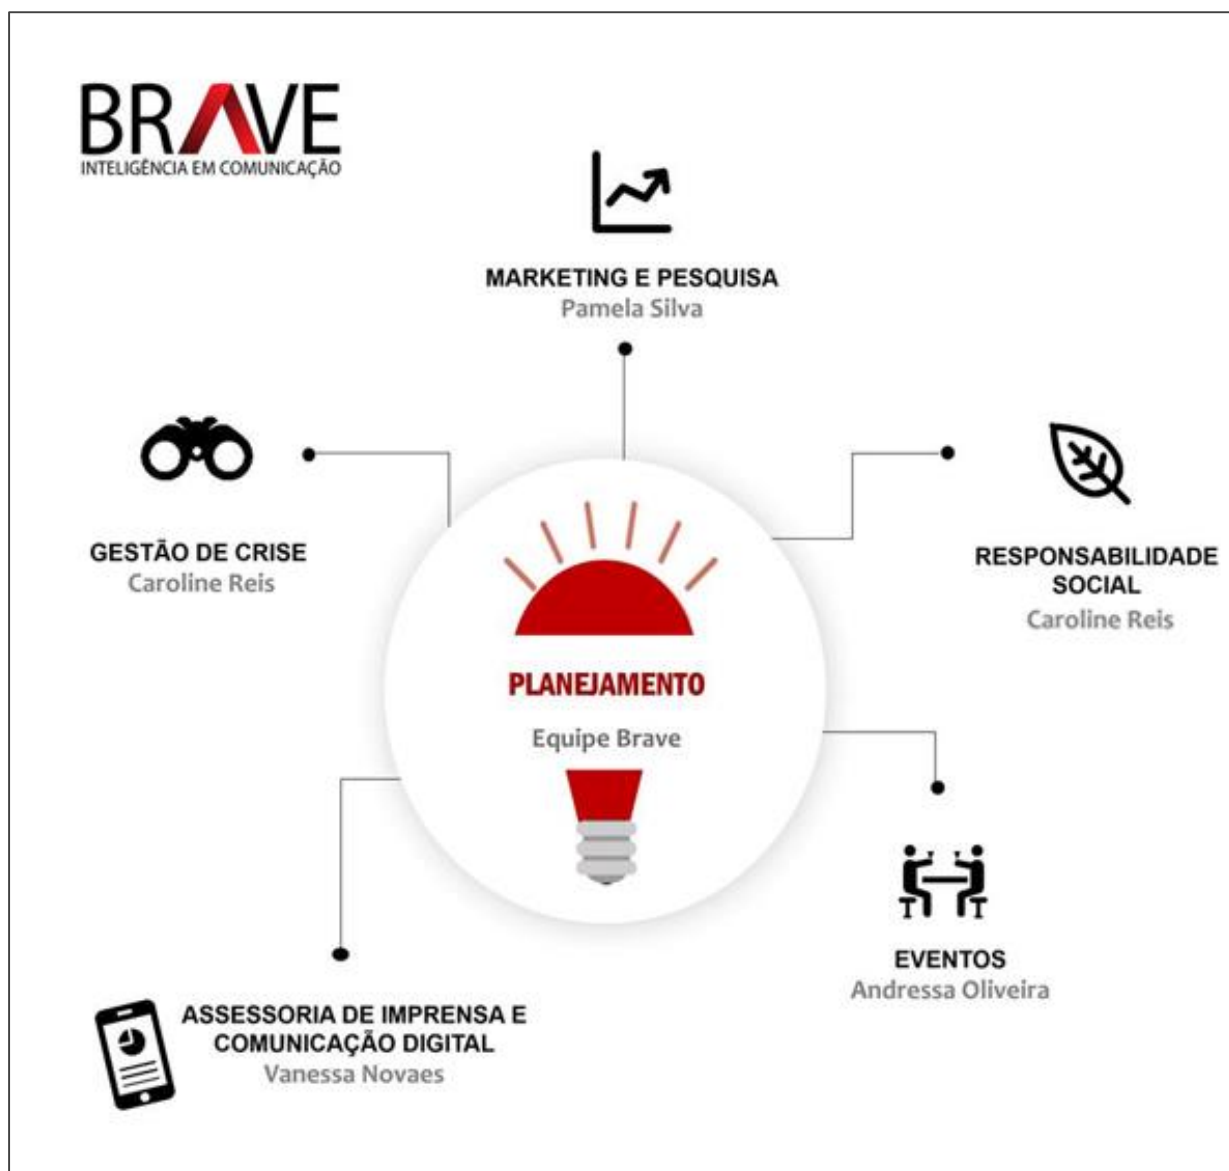 BRAVE
INTELIGÊNCIA EM COMUNICAÇÃO
MARKETING E PESQUISA
Pamela Silva
GESTÃO DE CRISE
Caroline Reis
RESPONSABILIDADE
SOCIAL
Caroline Reis
PLANEJAMENTO
Equipe Brave
EVENTOS
Andressa Oliveira
ASSESSORIA DE IMPRENSA E
COMUNICAÇÃO DIGITAL
Vanessa Novaes